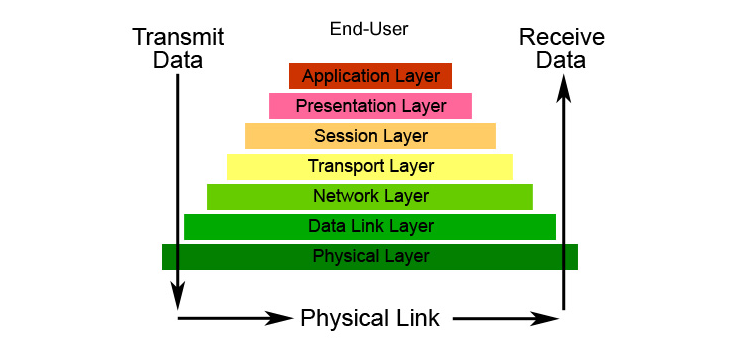 Transmit
Data
End-User
Receive
Data
Application Layer
Presentation Layer
Session Layer
Transport Layer
Network Layer
Data Link Layer
Physical Layer
Physical Link